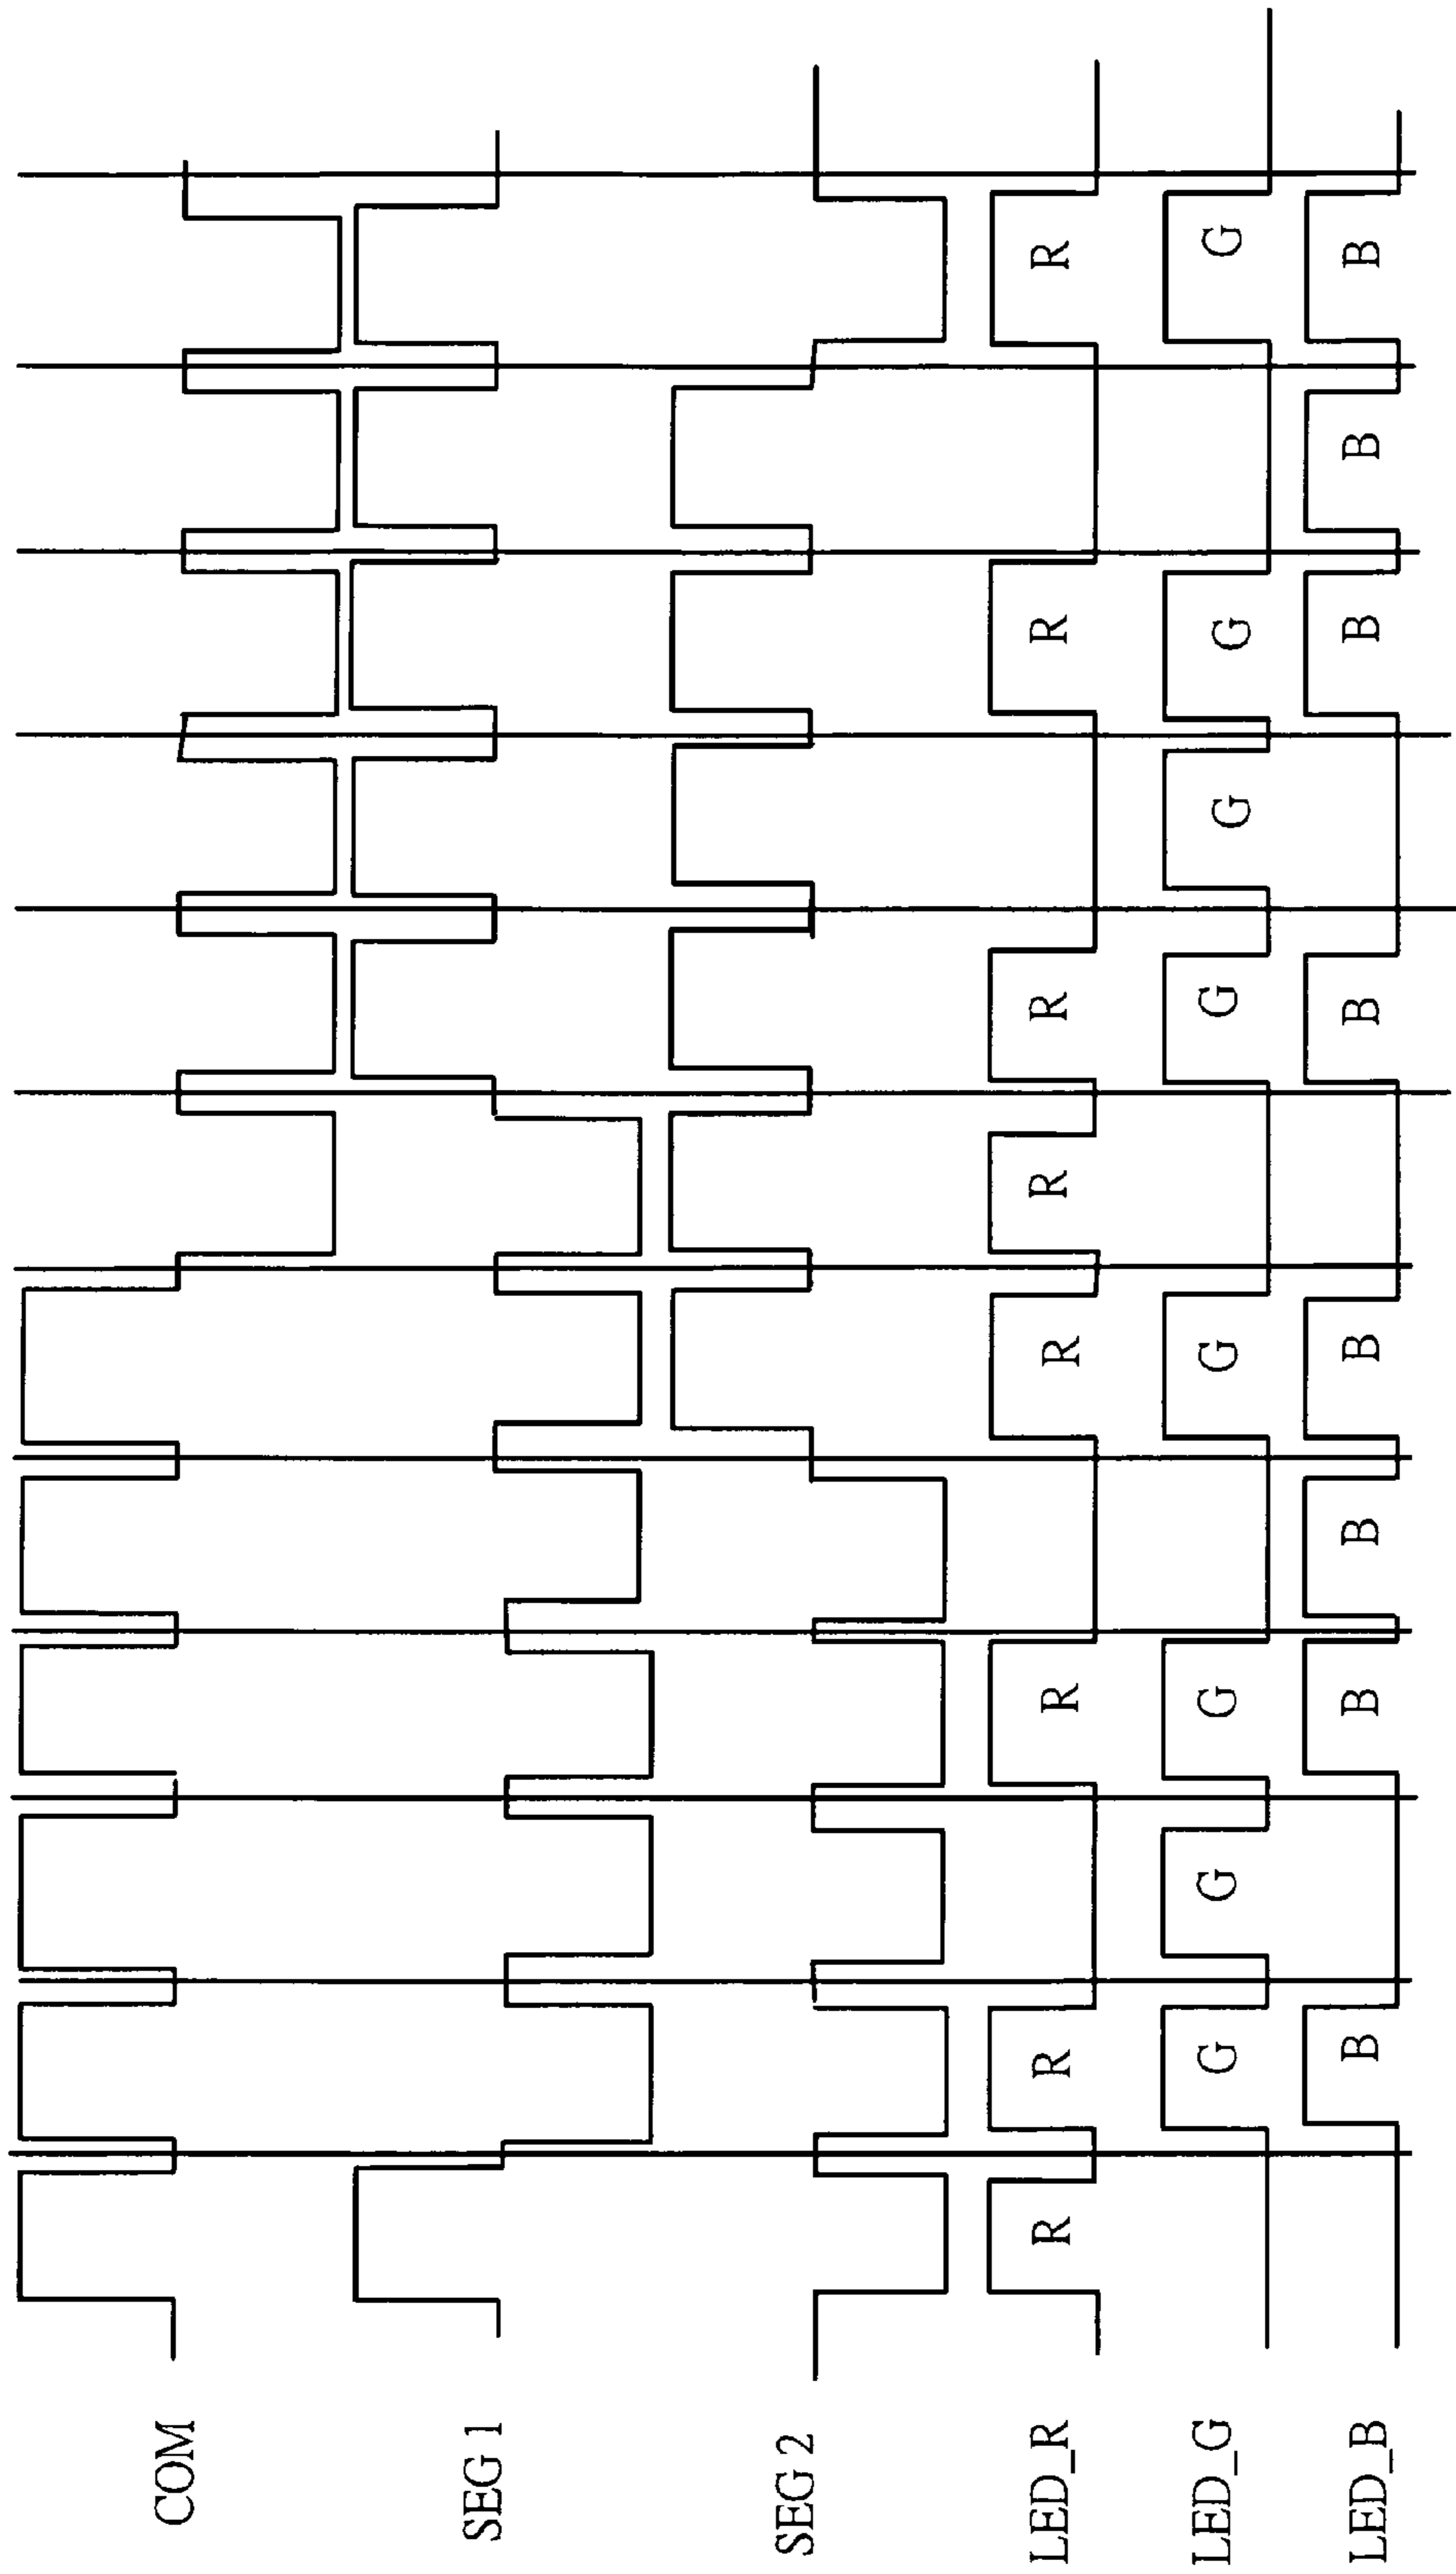 COM
SEG 1
SEG 2
LED_R R R R R R R R
LED_G G G G G G G G G
LED_B B B B B B B B B